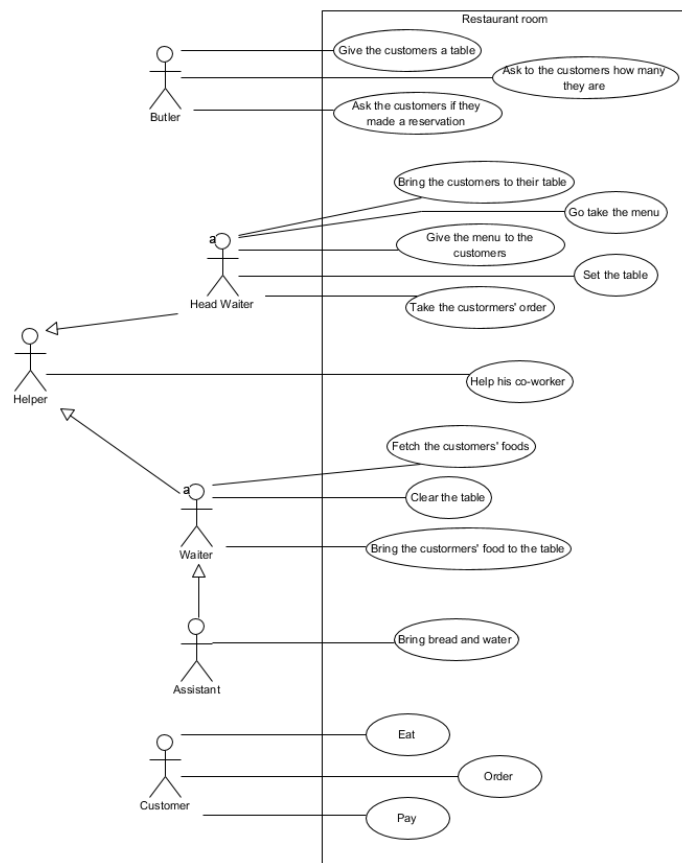 Restaurant room
Give the customers a table
Ask to the customers how many
they are
Butler
Ask the customers if they
made a reservation
Bring the customers to their table
Go take the menu
a
Give the menu to the
customers
Set the table
Head Waiter
Take the custormers' order
Helper
Help his co-worker
Fetch the customers' foods
a
Clear the table
Waiter
Bring the custormers' food to the table
Bring bread and water
Assistant
Eat
Order
Customer
Pay